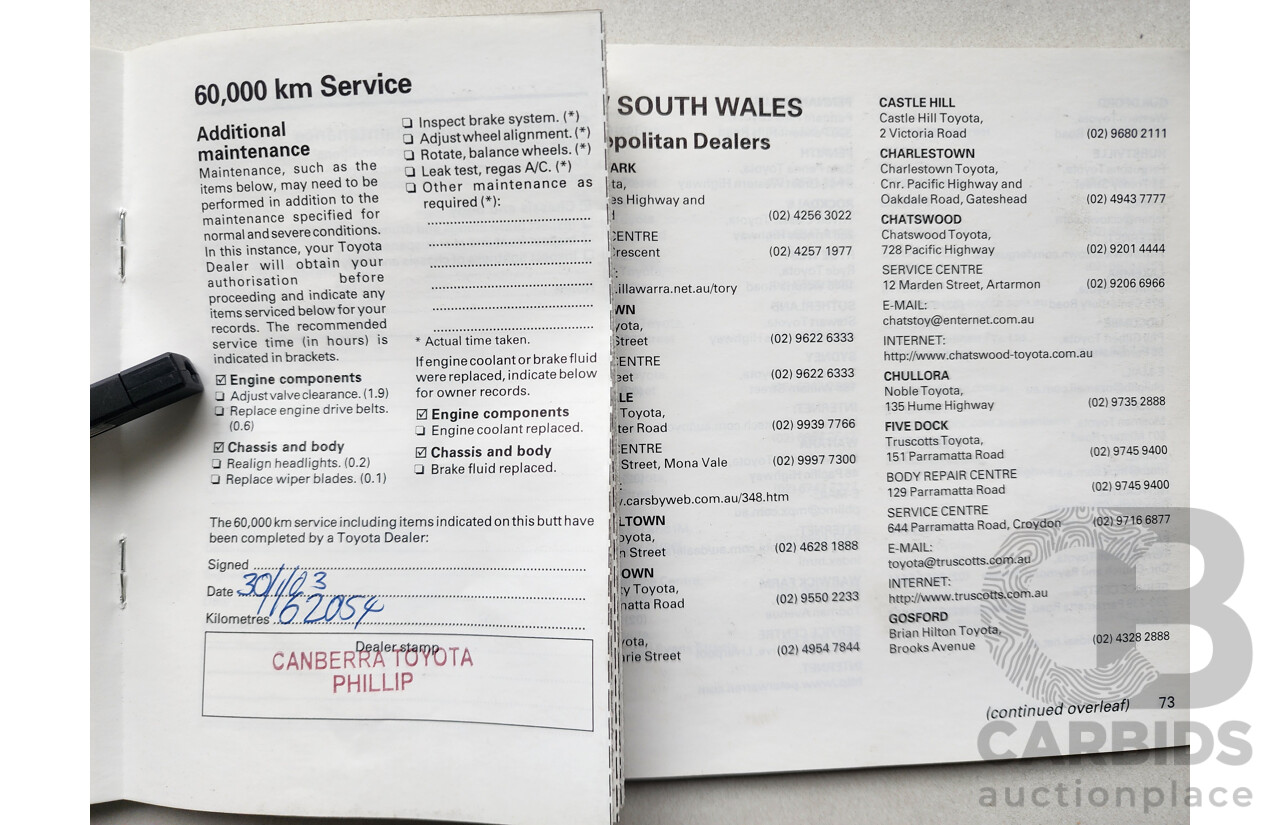 60,000 km Service
Additional
maintenance
Maintenance, such as the
items below, may need to be
performed in addition to the
maintenance specified for
normal and severe conditions.
In this instance, your Toyota
Dealer will obtain your
authorisation before
proceeding and indicate any
items serviced below for your
records. The recommended
service time (in hours) is
indicated in brackets.
☑ Engine components
❏ Adjust valve clearance. (1.9)
❏ Replace engine drive belts.
(0.6)
☑ Chassis and body
❏ Realign headlights. (0.2)
❏ Replace wiper blades. (0.1)
❏ Inspect brake system. (*)
❏ Adjust wheel alignment. (*)
❏ Rotate, balance wheels. (*)
❏ Leak test, regas A/C. (*)
❏ Other maintenance as
required (*):
* Actual time taken.
If engine coolant or brake fluid
were replaced, indicate below
for owner records.
☑ Engine components
❏ Engine coolant replaced.
☑ Chassis and body
❏ Brake fluid replaced.
The 60,000 km service including items indicated on this butt have
been completed by a Toyota Dealer:
Signed
Date 30/1/03
Kilometres 62054
Dealer stamp
CANBERRA TOYOTA
PHILLIP
SOUTH WALES
politan Dealers
ARK
ta,
es Highway and
(02) 4256 3022
CENTRE
rescent (02) 4257 1977
.illawarra.net.au/tory
WN
yota,
Street (02) 9622 6333
ENTRE
eet (02) 9622 6333
LE
Toyota,
ter Road (02) 9939 7766
ENTRE
Street, Mona Vale (02) 9997 7300
.carsbyweb.com.au/348.htm
LTOWN
oyota,
n Street (02) 4628 1888
OWN
y Toyota,
matta Road (02) 9550 2233
yota,
rie Street (02) 4954 7844
CASTLE HILL
Castle Hill Toyota,
2 Victoria Road (02) 9680 2111
CHARLESTOWN
Charlestown Toyota,
Cnr. Pacific Highway and
Oakdale Road, Gateshead (02) 4943 7777
CHATSWOOD
Chatswood Toyota,
728 Pacific Highway (02) 9201 4444
SERVICE CENTRE
12 Marden Street, Artarmon (02) 9206 6966
E-MAIL:
chatstoy@enternet.com.au
INTERNET:
http://www.chatswood-toyota.com.au
CHULLORA
Noble Toyota,
135 Hume Highway (02) 9735 2888
FIVE DOCK
Truscotts Toyota,
151 Parramatta Road (02) 9745 9400
BODY REPAIR CENTRE
129 Parramatta Road (02) 9745 9400
SERVICE CENTRE
644 Parramatta Road, Croydon (02) 9716 6877
E-MAIL:
toyota@truscotts.com.au
INTERNET:
http://www.truscotts.com.au
GOSFORD
Brian Hilton Toyota,
Brooks Avenue (02) 4328 2888
(continued overleaf) 73
CARBIDS
auctionplace